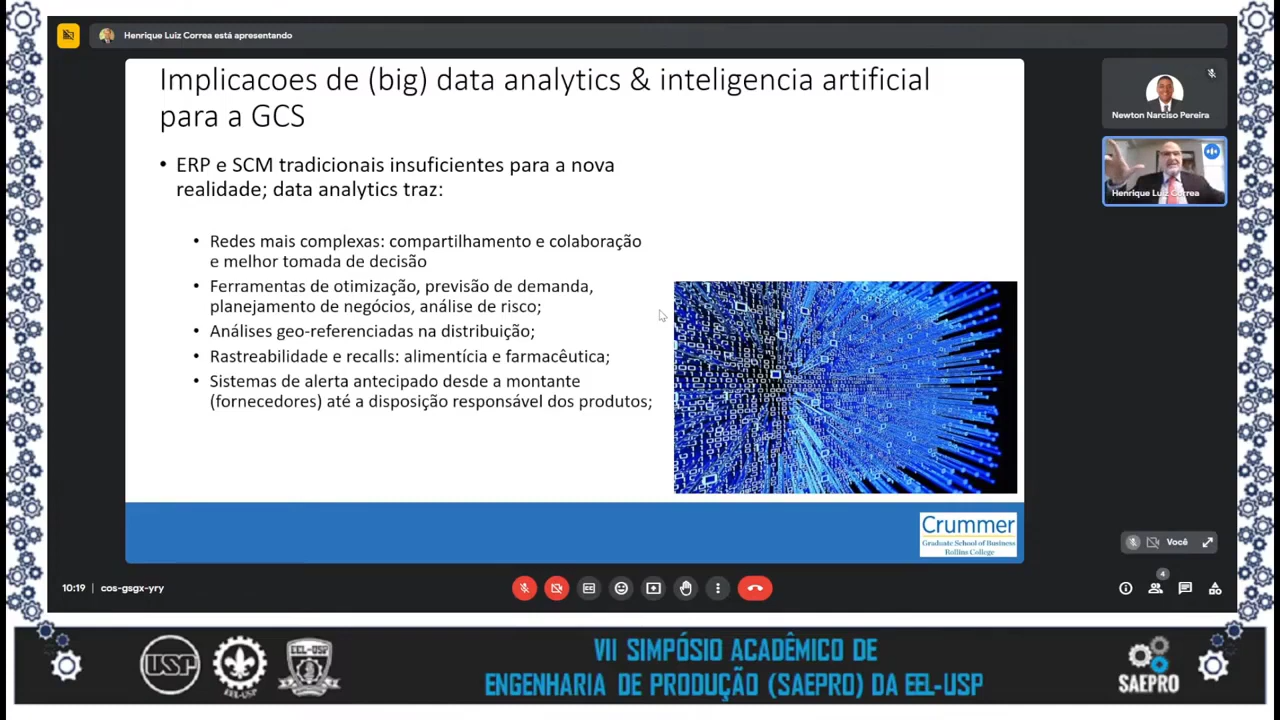 Henrique Luiz Correa está apresentando
Implicacoes de (big) data analytics & inteligencia artificial
para a GCS
• ERP e SCM tradicionais insuficientes para a nova
realidade; data analytics traz:
• Redes mais complexas: compartilhamento e colaboração
e melhor tomada de decisão
• Ferramentas de otimização, previsão de demanda,
planejamento de negócios, análise de risco;
• Análises geo-referenciadas na distribuição;
• Rastreabilidade e recalls: alimentícia e farmacêutica;
• Sistemas de alerta antecipado desde a montante
(fornecedores) até a disposição responsável dos produtos;
Crummer
Graduate School of Business
Rollins College
Newton Narciso Pereira
Henrique Luiz Correa
Você
10:19 | cos-gsgx-yry
4
USP
EEL-USP
EEL-USP
VII SIMPÓSIO ACADÊMICO DE
ENGENHARIA DE PRODUÇÃO (SAEPRO) DA EEL-USP
SAEPRO